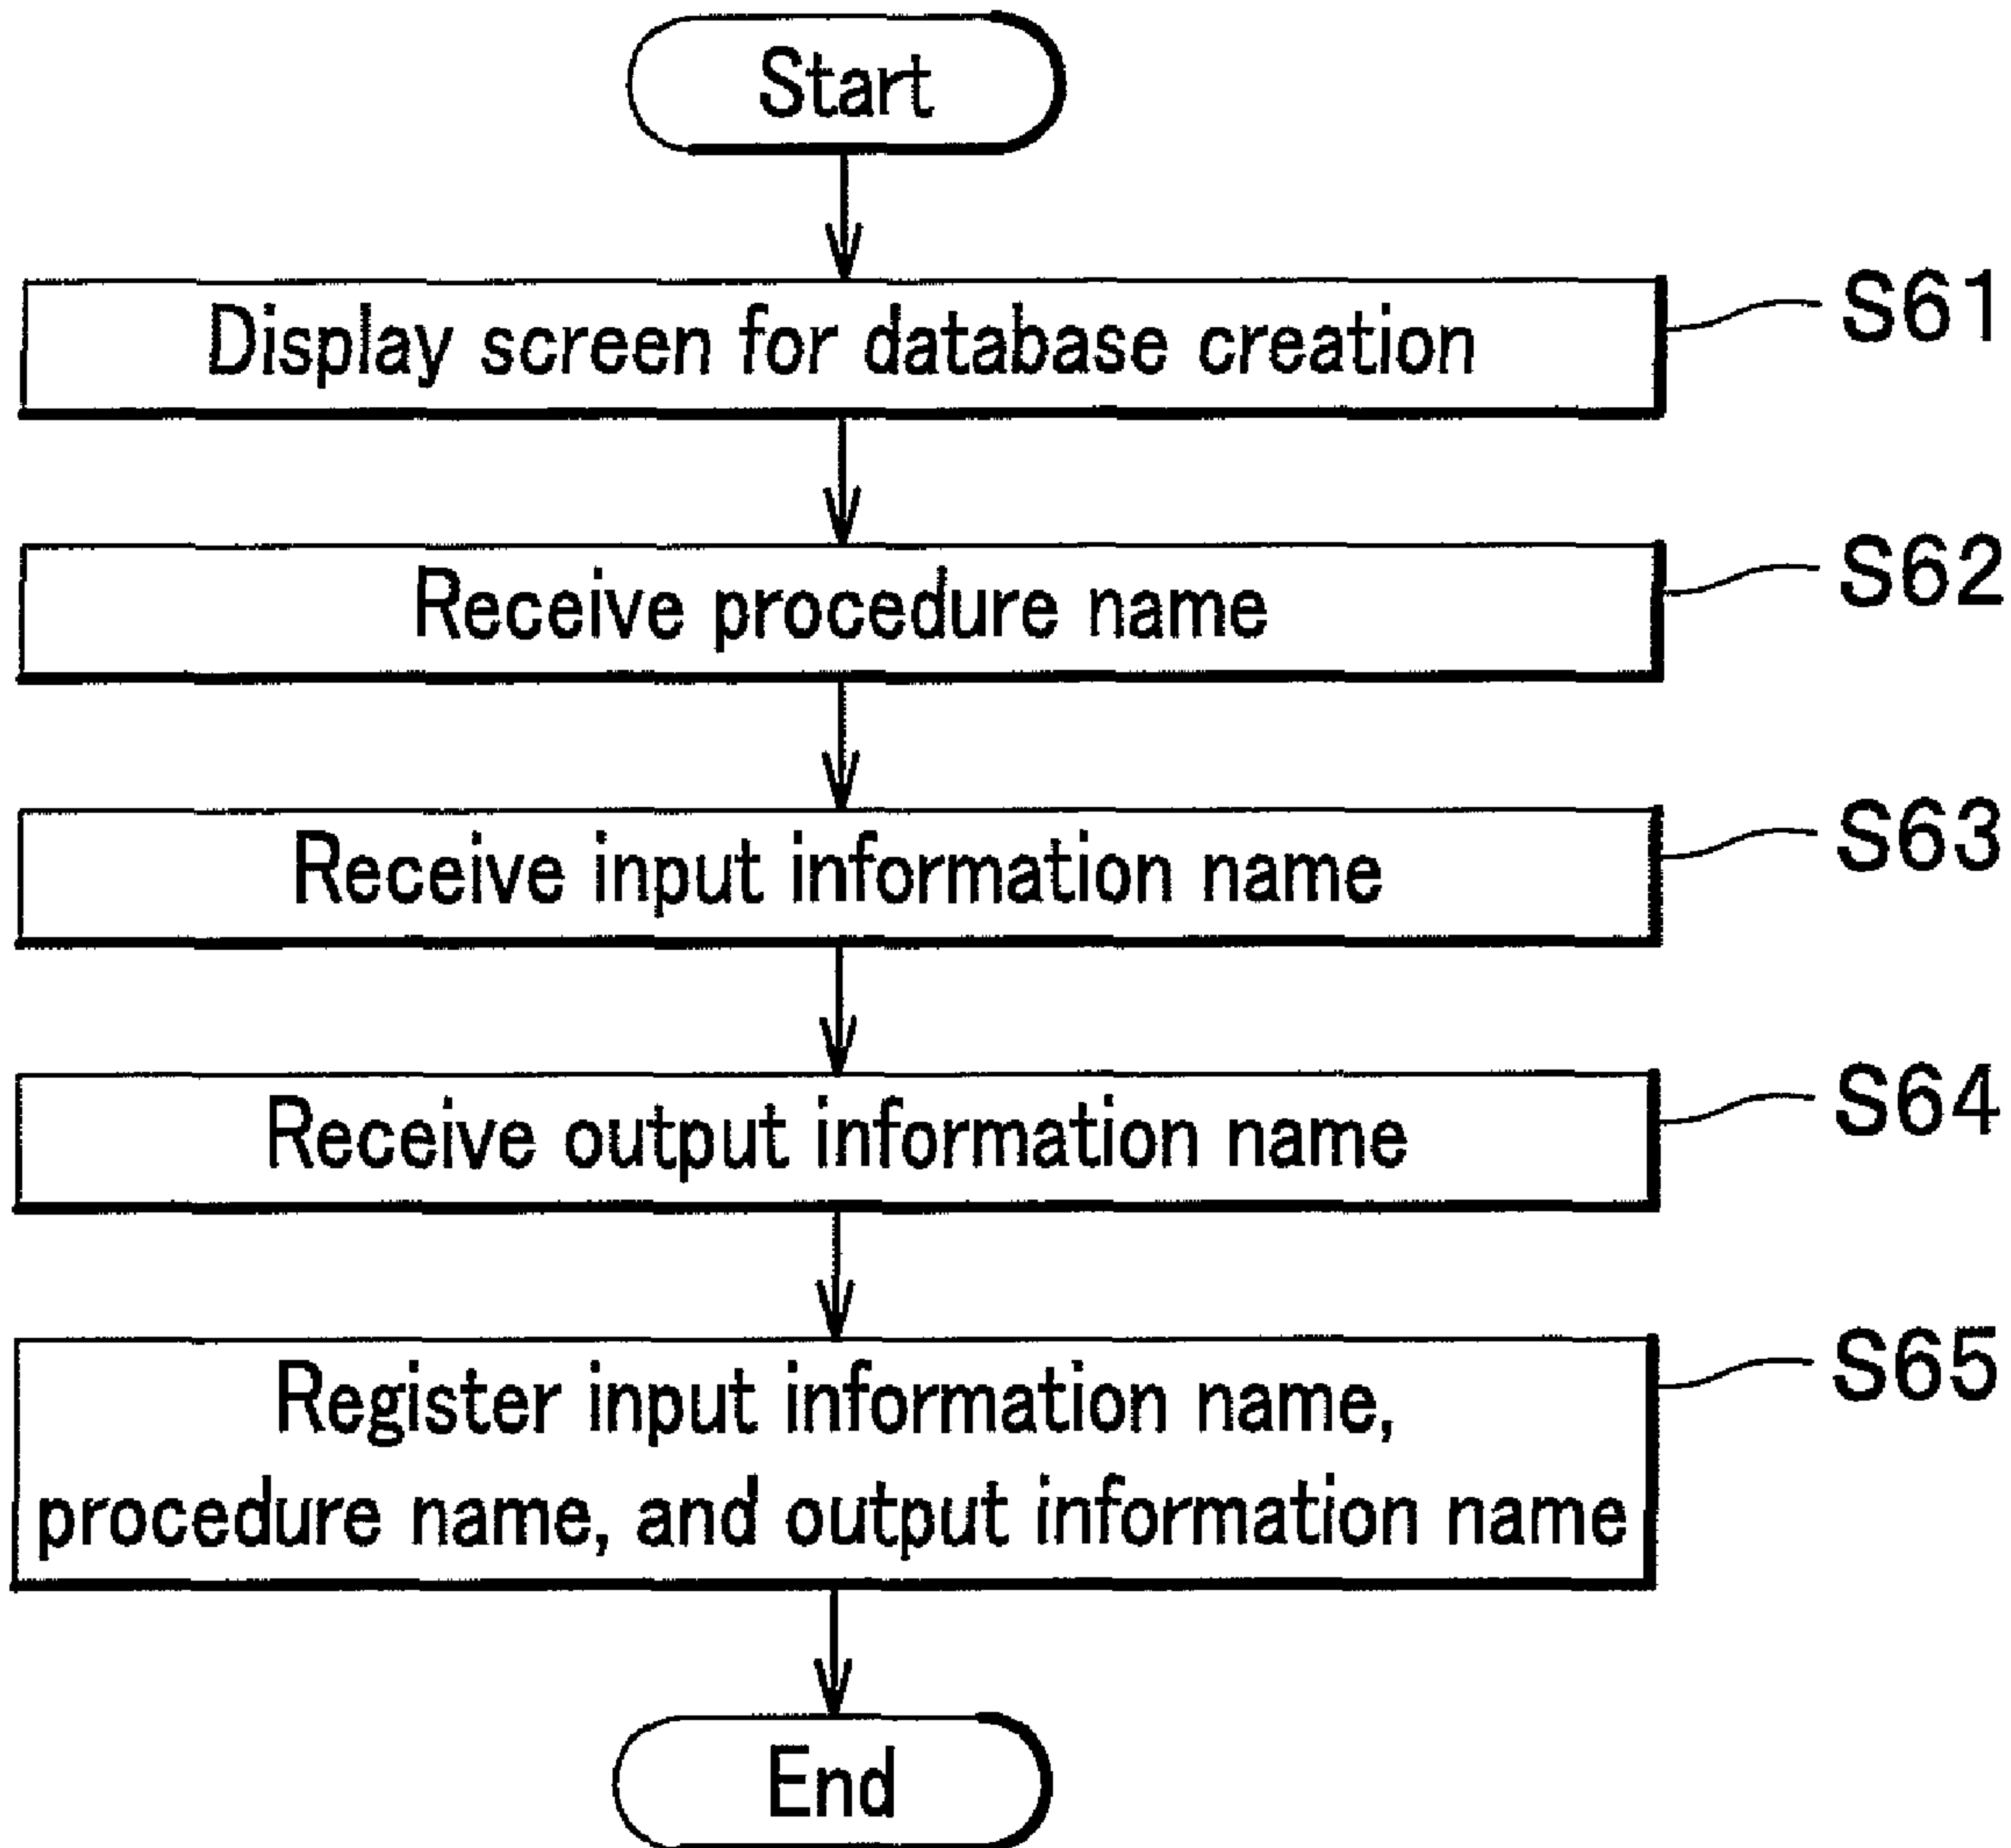 Start
Display screen for database creation
S61
Receive procedure name
S62
Receive input information name
S63
Receive output information name
S64
Register input information name,
procedure name, and output information name
S65
End